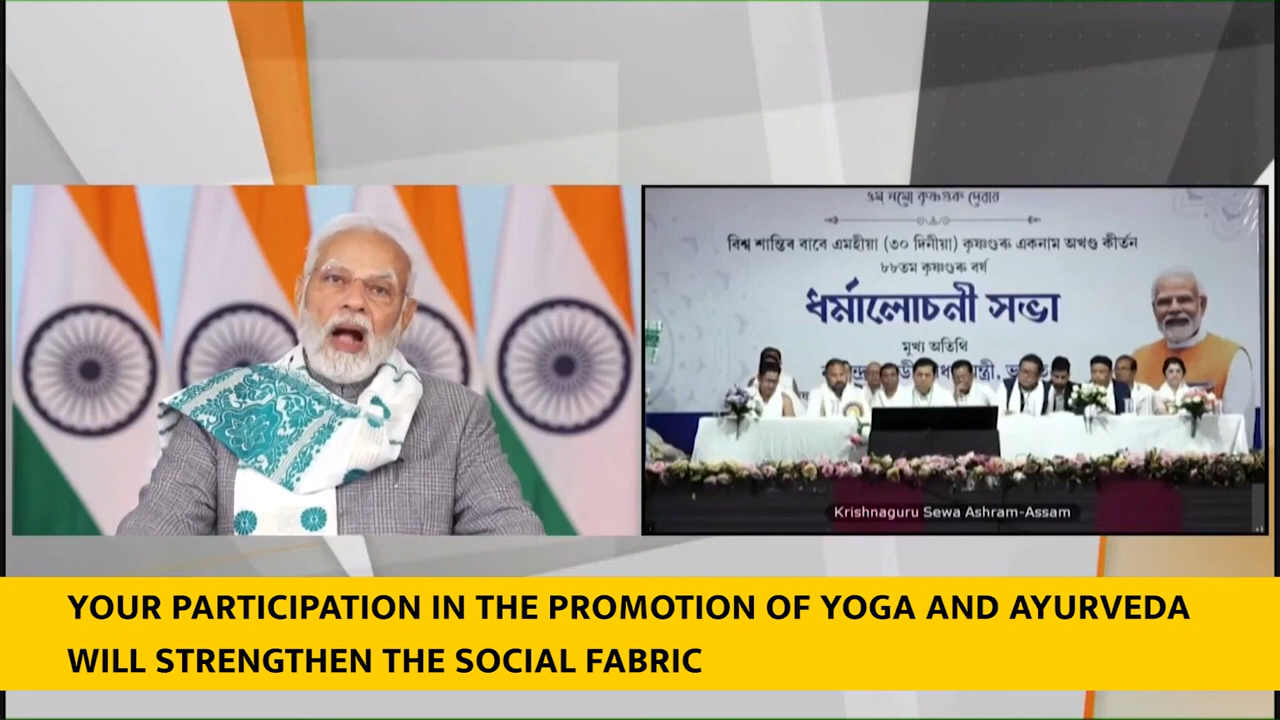 ওম নমো কৃষ্ণগুৰু দেৱায়
বিশ্ব শান্তিৰ বাবে এমহীয়া (৩০ দিনীয়া) কৃষ্ণগুৰু একনাম অখণ্ড কীৰ্তন
৮৮তম কৃষ্ণগুৰু বৰ্ষ
ধৰ্মালোচনী সভা
মুখ্য অতিথি
Krishnaguru Sewa Ashram-Assam
YOUR PARTICIPATION IN THE PROMOTION OF YOGA AND AYURVEDA
WILL STRENGTHEN THE SOCIAL FABRIC